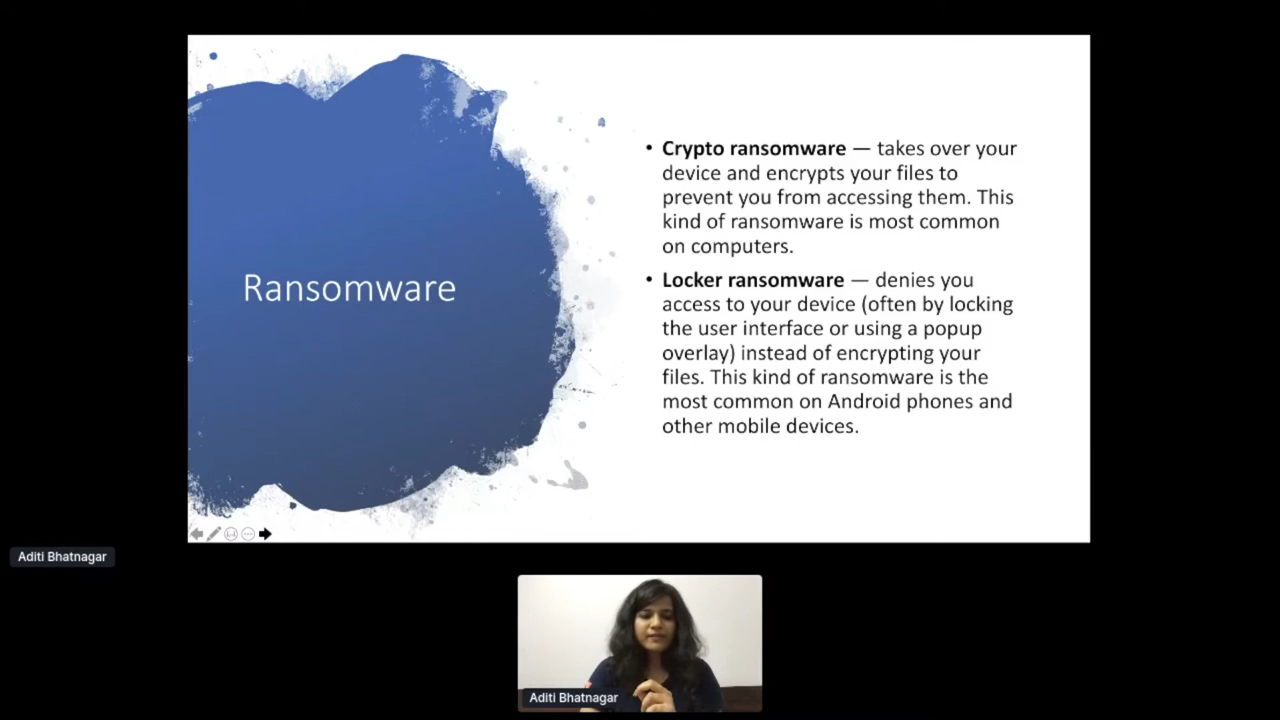 Ransomware
• Crypto ransomware — takes over your
device and encrypts your files to
prevent you from accessing them. This
kind of ransomware is most common
on computers.
• Locker ransomware — denies you
access to your device (often by locking
the user interface or using a popup
overlay) instead of encrypting your
files. This kind of ransomware is the
most common on Android phones and
other mobile devices.
Aditi Bhatnagar
Aditi Bhatnagar